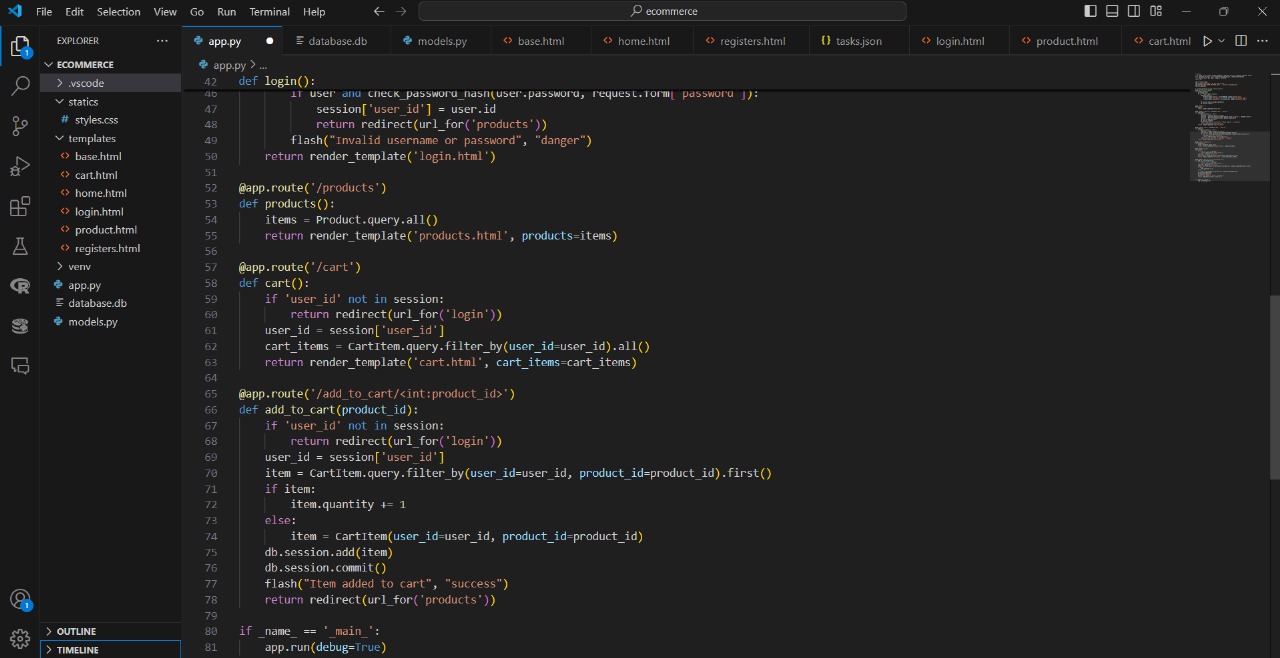 File Edit Selection View Go Run Terminal Help
ecommerce
EXPLORER
ECOMMERCE
.vscode
statics
# styles.css
templates
<> base.html
<> cart.html
<> home.html
<> login.html
<> product.html
<> registers.html
venv
app.py
database.db
models.py
OUTLINE
TIMELINE
1
1
app.py database.db models.py <> base.html <> home.html <> registers.html {} tasks.json <> login.html <> product.html <> cart.html
app.py > ...
42 def login():
46 if user and check_password_hash(user.password, request.form['password']):
47 session['user_id'] = user.id
48 return redirect(url_for('products'))
49 flash("Invalid username or password", "danger")
50 return render_template('login.html')
51
52 @app.route('/products')
53 def products():
54 items = Product.query.all()
55 return render_template('products.html', products=items)
56
57 @app.route('/cart')
58 def cart():
59 if 'user_id' not in session:
60 return redirect(url_for('login'))
61 user_id = session['user_id']
62 cart_items = CartItem.query.filter_by(user_id=user_id).all()
63 return render_template('cart.html', cart_items=cart_items)
64
65 @app.route('/add_to_cart/<int:product_id>')
66 def add_to_cart(product_id):
67 if 'user_id' not in session:
68 return redirect(url_for('login'))
69 user_id = session['user_id']
70 item = CartItem.query.filter_by(user_id=user_id, product_id=product_id).first()
71 if item:
72 item.quantity += 1
73 else:
74 item = CartItem(user_id=user_id, product_id=product_id)
75 db.session.add(item)
76 db.session.commit()
77 flash("Item added to cart", "success")
78 return redirect(url_for('products'))
79
80 if _name_ == '_main_':
81 app.run(debug=True)